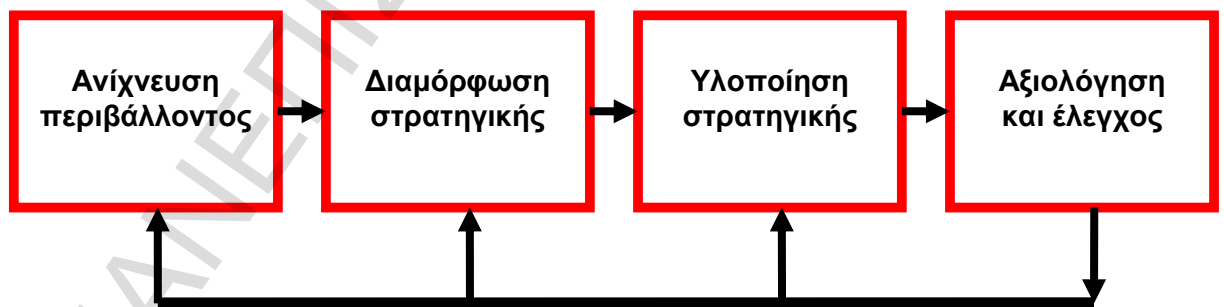 Ανίχνευση
περιβάλλοντος
Διαμόρφωση
στρατηγικής
Υλοποίηση
στρατηγικής
Αξιολόγηση
και έλεγχος